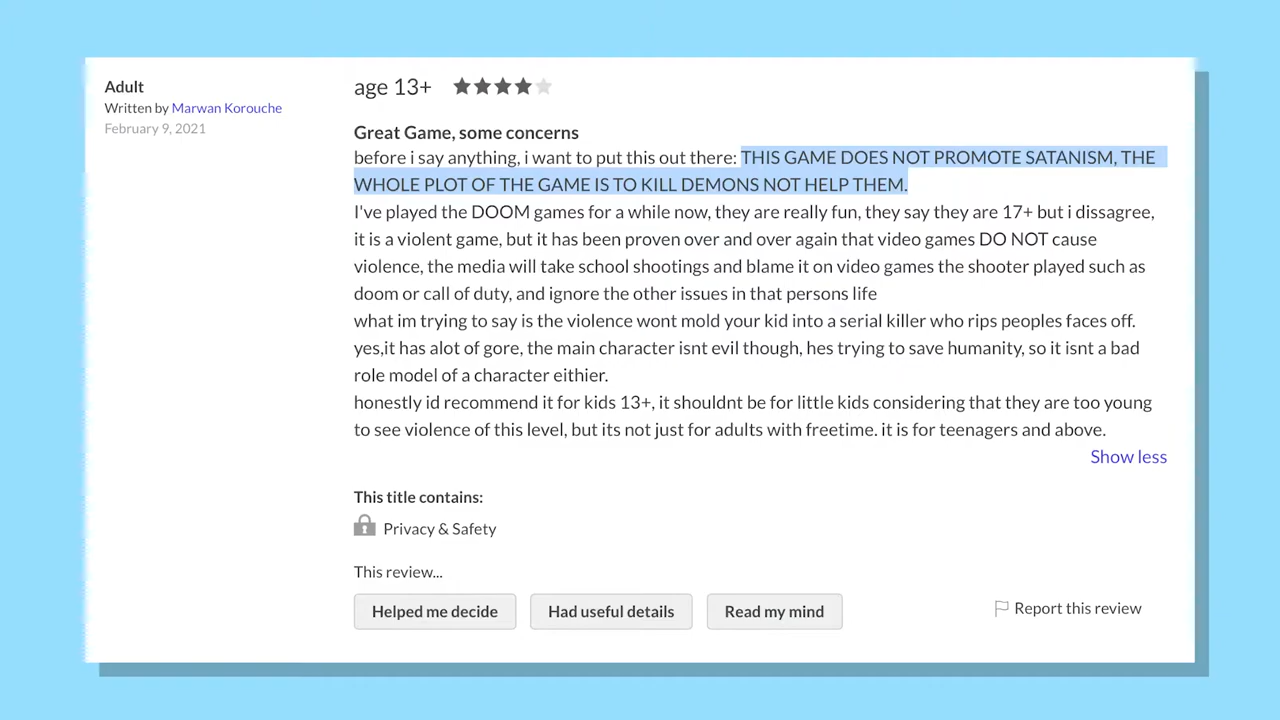 Adult
Written by Marwan Korouche
February 9, 2021
age 13+
Great Game, some concerns
before i say anything, i want to put this out there: THIS GAME DOES NOT PROMOTE SATANISM, THE
WHOLE PLOT OF THE GAME IS TO KILL DEMONS NOT HELP THEM.
I've played the DOOM games for a while now, they are really fun, they say they are 17+ but i dissagree,
it is a violent game, but it has been proven over and over again that video games DO NOT cause
violence, the media will take school shootings and blame it on video games the shooter played such as
doom or call of duty, and ignore the other issues in that persons life
what im trying to say is the violence wont mold your kid into a serial killer who rips peoples faces off.
yes,it has alot of gore, the main character isnt evil though, hes trying to save humanity, so it isnt a bad
role model of a character eithier.
honestly id recommend it for kids 13+, it shouldnt be for little kids considering that they are too young
to see violence of this level, but its not just for adults with freetime. it is for teenagers and above.
Show less
This title contains:
Privacy & Safety
This review...
Helped me decide
Had useful details
Read my mind
Report this review